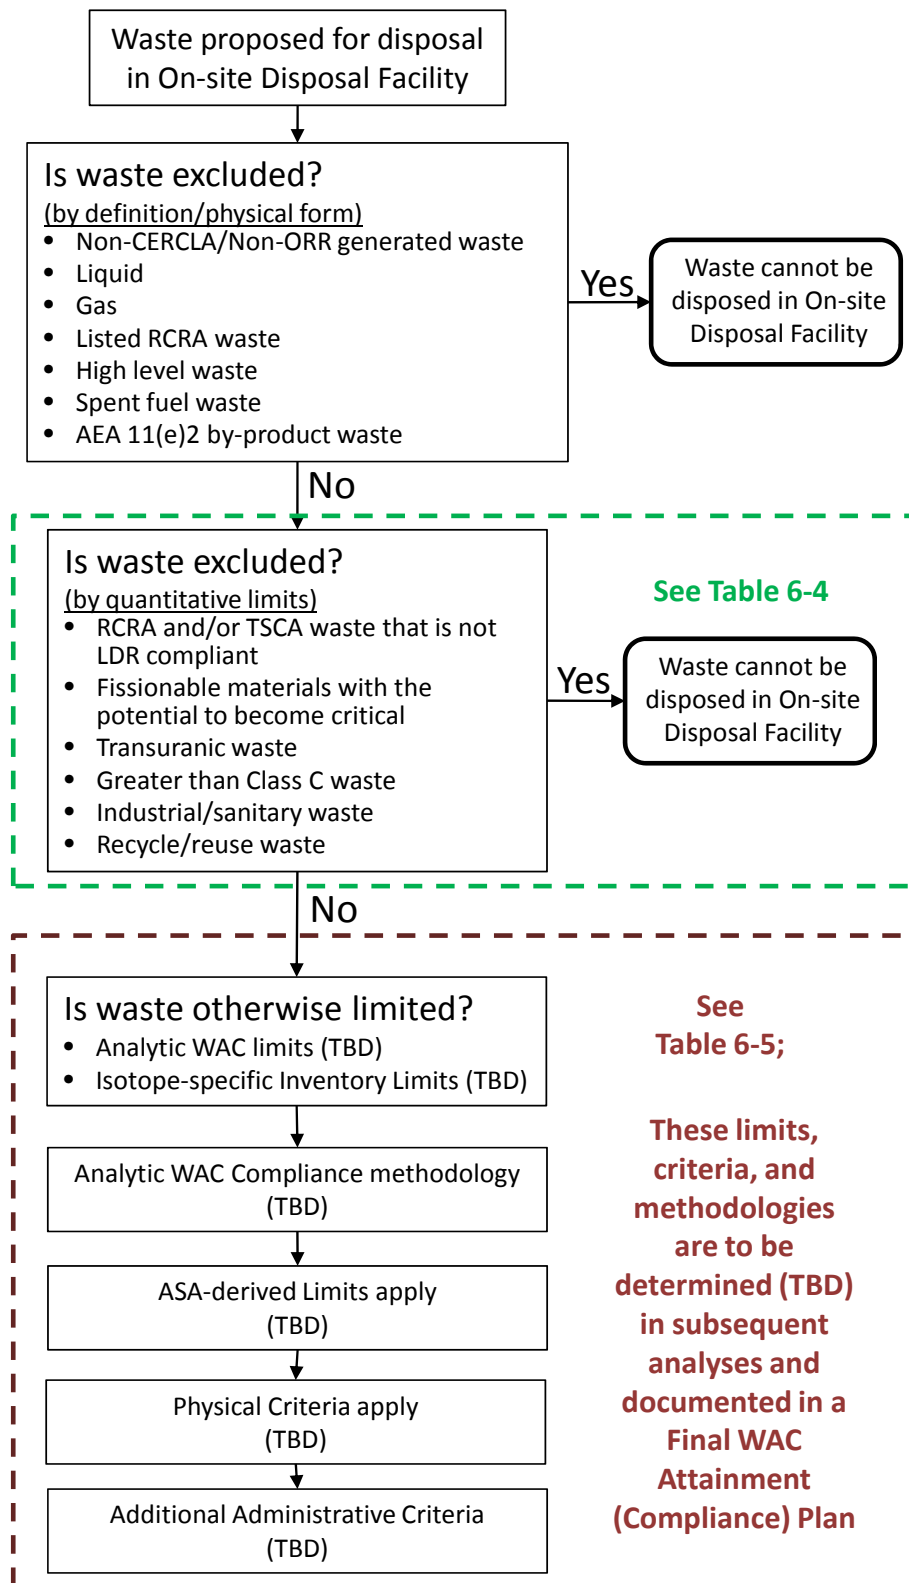 Waste proposed for disposal
in On-site Disposal Facility
Is waste excluded?
(by definition/physical form)
• Non-CERCLA/Non-ORR generated waste
• Liquid
• Gas
• Listed RCRA waste
• High level waste
• Spent fuel waste
• AEA 11(e)2 by-product waste
Yes
Waste cannot be
disposed in On-site
Disposal Facility
No
Is waste excluded?
(by quantitative limits)
• RCRA and/or TSCA waste that is not
LDR compliant
• Fissionable materials with the
potential to become critical
• Transuranic waste
• Greater than Class C waste
• Industrial/sanitary waste
• Recycle/reuse waste
Yes
See Table 6-4
Waste cannot be
disposed in On-site
Disposal Facility
No
Is waste otherwise limited?
• Analytic WAC limits (TBD)
• Isotope-specific Inventory Limits (TBD)
Analytic WAC Compliance methodology
(TBD)
ASA-derived Limits apply
(TBD)
Physical Criteria apply
(TBD)
Additional Administrative Criteria
(TBD)
See
Table 6-5;
These limits,
criteria, and
methodologies
are to be
determined (TBD)
in subsequent
analyses and
documented in a
Final WAC
Attainment
(Compliance) Plan